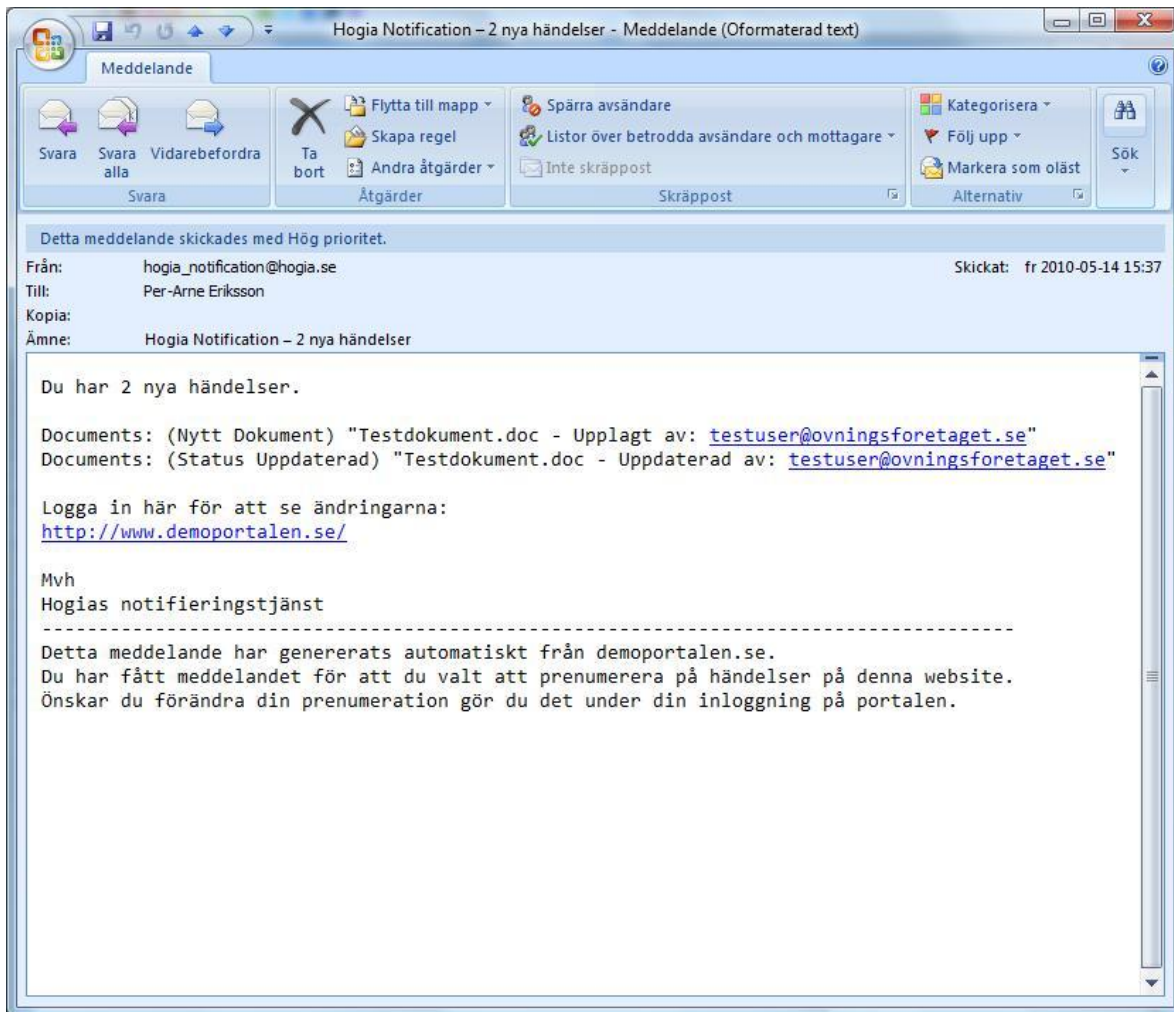 Hogia Notification – 2 nya händelser - Meddelande (Oformaterad text)
Meddelande
Svara
Svara alla
Vidarebefordra
Ta bort
Flytta till mapp
Skapa regel
Andra åtgärder
Spärra avsändare
Listor över betrodda avsändare och mottagare
Inte skräppost
Kategorisera
Följ upp
Markera som oläst
Sök
Svara
Åtgärder
Skräppost
Alternativ
Detta meddelande skickades med Hög prioritet.
Från: hogia_notification@hogia.se Skickat: fr 2010-05-14 15:37
Till: Per-Arne Eriksson
Kopia:
Ämne: Hogia Notification – 2 nya händelser
Du har 2 nya händelser.
Documents: (Nytt Dokument) "Testdokument.doc - Upplagt av: testuser@ovningsforetaget.se"
Documents: (Status Uppdaterad) "Testdokument.doc - Uppdaterad av: testuser@ovningsforetaget.se"
Logga in här för att se ändringarna:
http://www.demoportalen.se/
Mvh
Hogias notifieringstjänst
--------------------------------------------------------------------------------------
Detta meddelande har genererats automatiskt från demoportalen.se.
Du har fått meddelandet för att du valt att prenumerera på händelser på denna website.
Önskar du förändra din prenumeration gör du det under din inloggning på portalen.